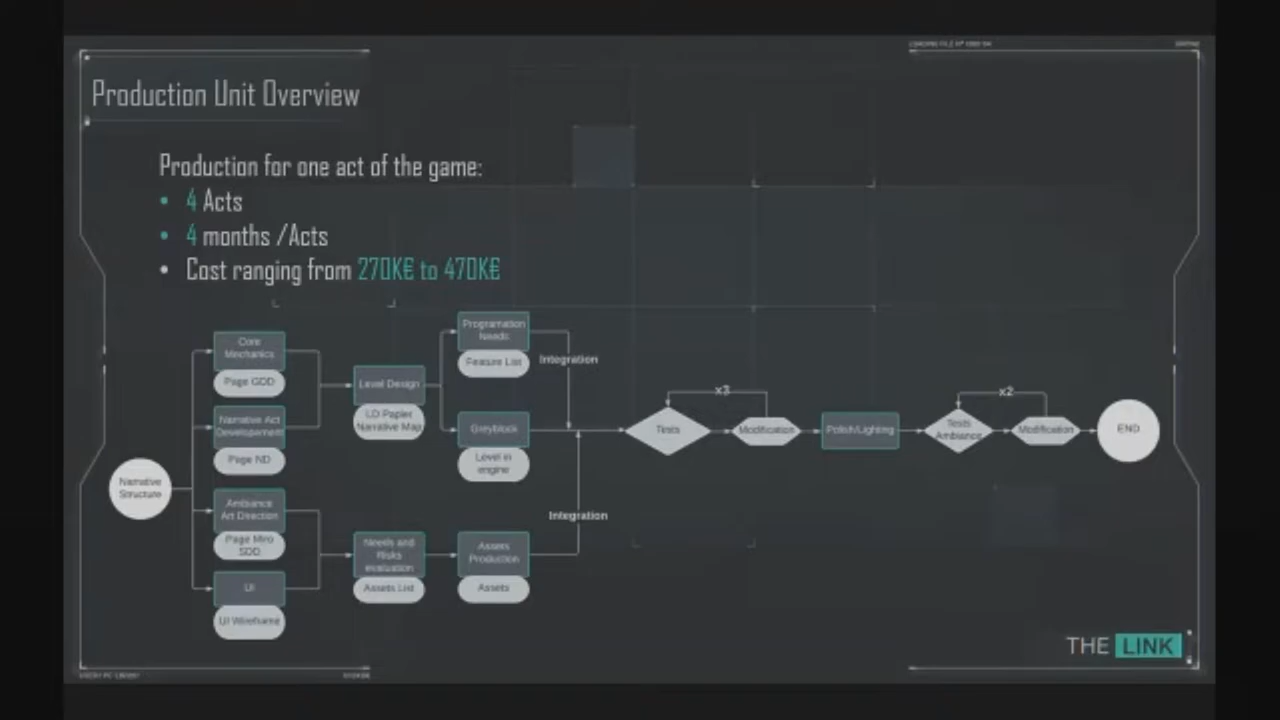 LOADING FILE N°
Production Unit Overview
Production for one act of the game:
• 4 Acts
• 4 months /Acts
• Cost ranging from 270K€ to 470K€
Programation
Needs
Feature List
Integration
Core
Mechanics
Page GDD
Level Design
LD Papier
Narrative Map
Narrative Act
Developement
Page ND
Greyblock
Level in
engine
x3
Tests
Modification
Polish/Lighting
x2
Tests
Ambiance
Modification
END
Narrative
Structure
Ambiance
Art Direction
Page Miro
SDD
Integration
Needs and
Risks
evaluation
Assets List
Assets
Production
Assets
UI
UI Wireframe
THE LINK